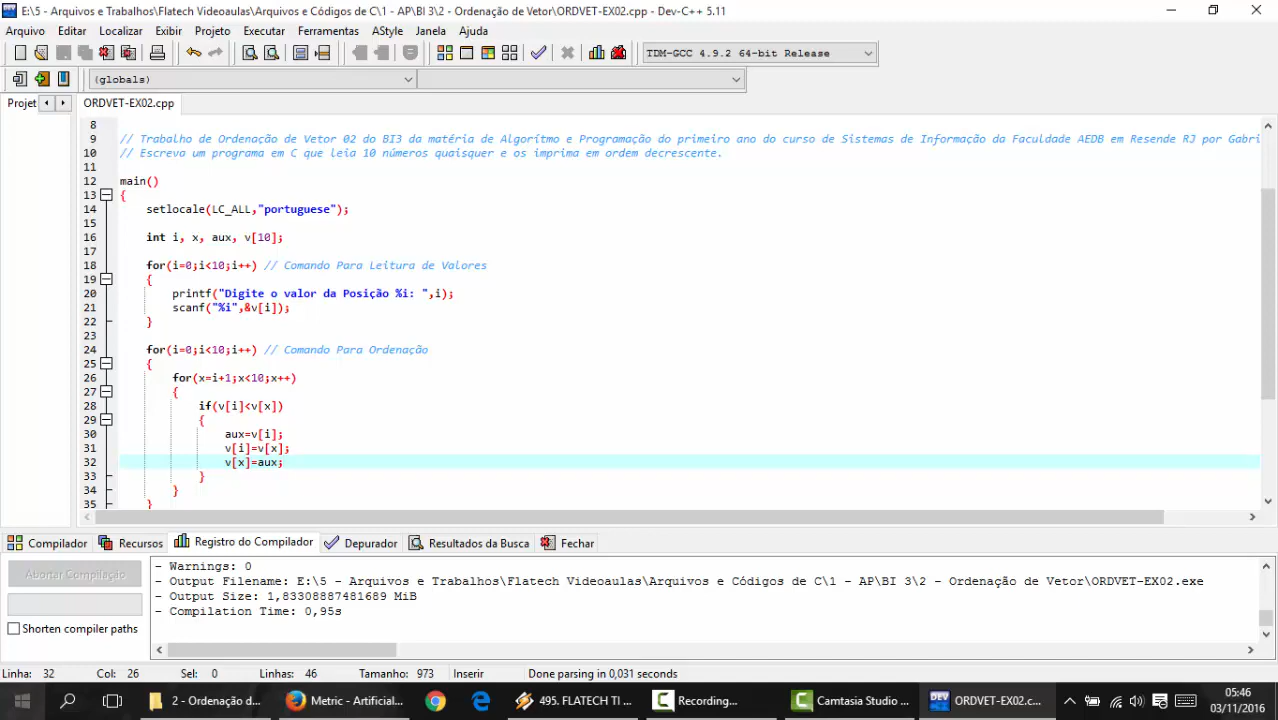 E:\5 - Arquivos e Trabalhos\Flatech Videoaulas\Arquivos e Códigos de C\1 - AP\BI 3\2 - Ordenação de Vetor\ORDVET-EX02.cpp - Dev-C++ 5.11
Arquivo Editar Localizar Exibir Projeto Executar Ferramentas AStyle Janela Ajuda
TDM-GCC 4.9.2 64-bit Release
(globals)
Projet ORDVET-EX02.cpp
8
9 // Trabalho de Ordenação de Vetor 02 do BI3 da matéria de Algorítmo e Programação do primeiro ano do curso de Sistemas de Informação da Faculdade AEDB em Resende RJ por Gabri
10 // Escreva um programa em C que leia 10 números quaisquer e os imprima em ordem decrescente.
11
12 main()
13 {
14 setlocale(LC_ALL,"portuguese");
15
16 int i, x, aux, v[10];
17
18 for(i=0;i<10;i++) // Comando Para Leitura de Valores
19 {
20 printf("Digite o valor da Posição %i: ",i);
21 scanf("%i",&v[i]);
22 }
23
24 for(i=0;i<10;i++) // Comando Para Ordenação
25 {
26 for(x=i+1;x<10;x++)
27 {
28 if(v[i]<v[x])
29 {
30 aux=v[i];
31 v[i]=v[x];
32 v[x]=aux;
33 }
34 }
35 }
Compilador Recursos Registro do Compilador Depurador Resultados da Busca Fechar
Abortar Compilação
Shorten compiler paths
- Warnings: 0
- Output Filename: E:\5 - Arquivos e Trabalhos\Flatech Videoaulas\Arquivos e Códigos de C\1 - AP\BI 3\2 - Ordenação de Vetor\ORDVET-EX02.exe
- Output Size: 1,83308887481689 MiB
- Compilation Time: 0,95s
Linha: 32 Col: 26 Sel: 0 Linhas: 46 Tamanho: 973 Inserir Done parsing in 0,031 seconds
2 - Ordenação d... Metric - Artificial... 495. FLATECH TI ... Recording... Camtasia Studio ... DEV ORDVET-EX02.c...
05:46
03/11/2016